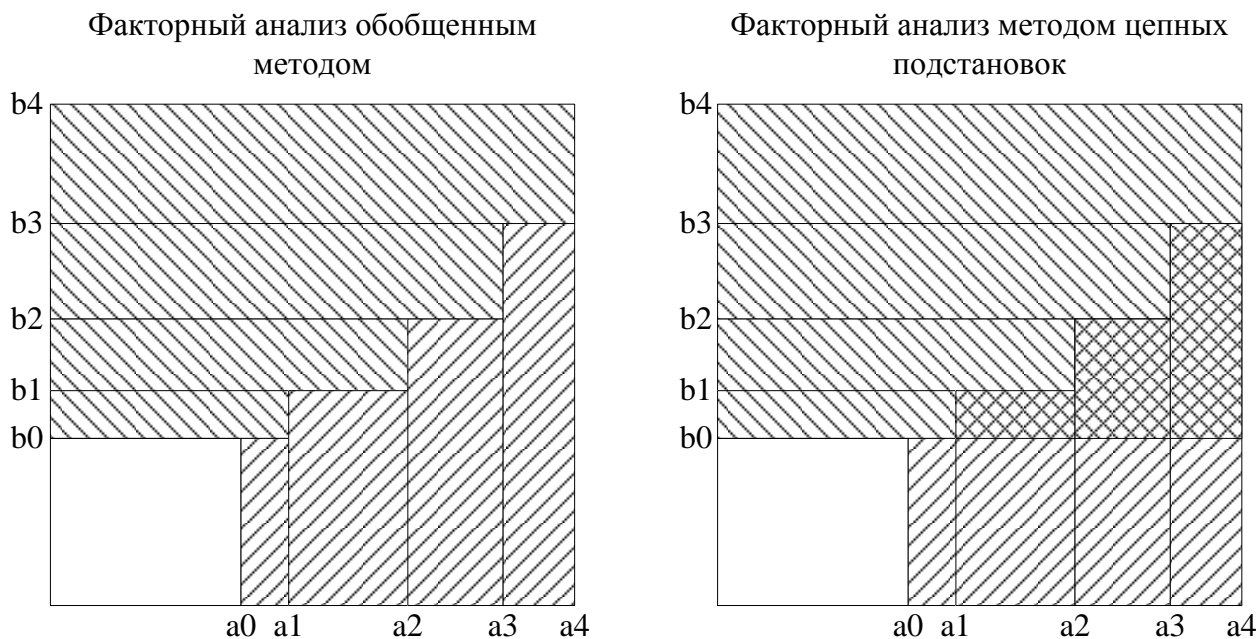 Факторный анализ обобщенным
методом
b4
b3
b2
b1
b0
a0 a1 a2 a3 a4
Факторный анализ методом цепных
подстановок
b4
b3
b2
b1
b0
a0 a1 a2 a3 a4